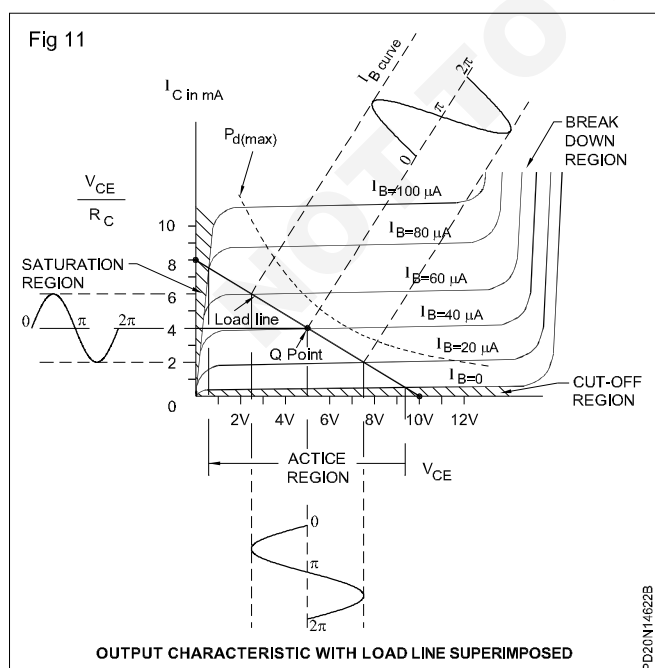 Fig 11
I_C in mA
P_d(max)
I_B curve
0
π
2π
BREAK
DOWN
REGION
V_CE
R_C
I_B=100 μA
I_B=80 μA
I_B=60 μA
I_B=40 μA
I_B=20 μA
I_B=0
10
8
6
4
2
0
SATURATION
REGION
0
π
2π
Load line
Q Point
CUT-OFF
REGION
2V 4V 6V 8V 10V 12V
ACTICE
REGION
V_CE
0
π
2π
OUTPUT CHARACTERISTIC WITH LOAD LINE SUPERIMPOSED
PD20N14622B
NOT TO